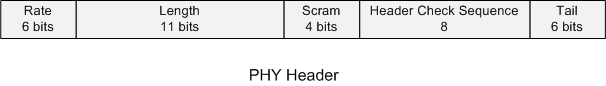 Rate Length Scram Header Check Sequence Tail
6 bits 11 bits 4 bits 8 6 bits
PHY Header